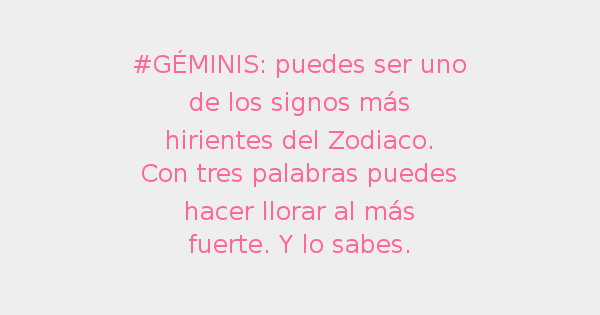 #GÉMINIS: puedes ser uno
de los signos más
hirientes del Zodiaco.
Con tres palabras puedes
hacer llorar al más
fuerte. Y lo sabes.